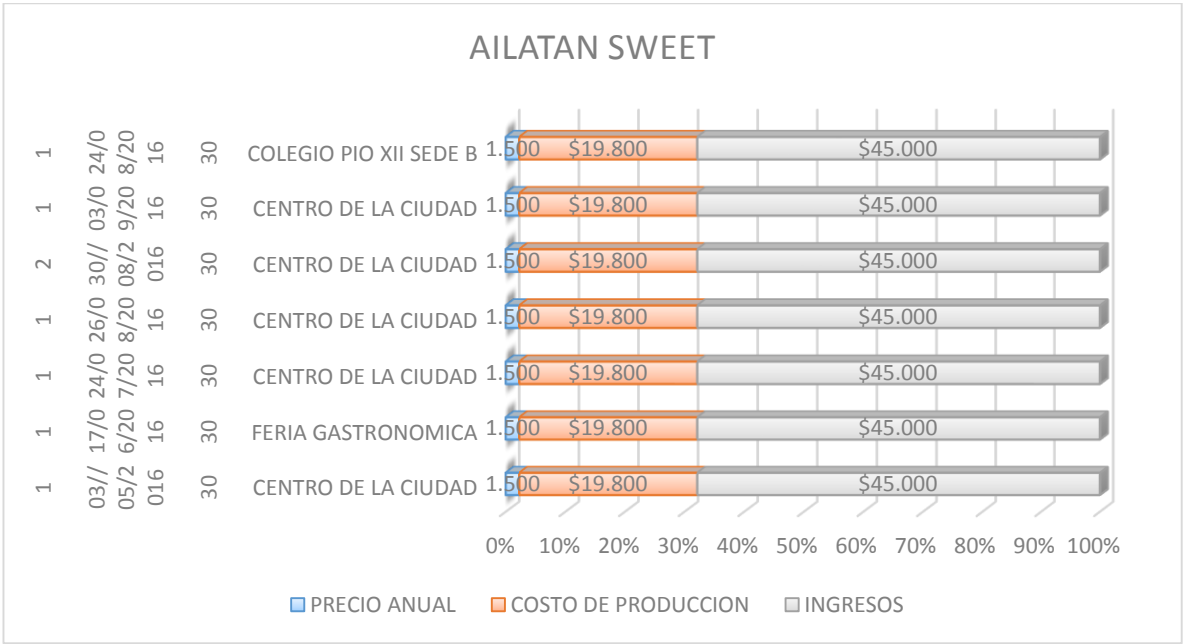 AILATAN SWEET
1 24/0 8/20 16 30 COLEGIO PIO XII SEDE B 1.500 $19.800 $45.000
1 03/0 9/20 16 30 CENTRO DE LA CIUDAD 1.500 $19.800 $45.000
2 30// 08/2 016 30 CENTRO DE LA CIUDAD 1.500 $19.800 $45.000
1 26/0 8/20 16 30 CENTRO DE LA CIUDAD 1.500 $19.800 $45.000
1 24/0 7/20 16 30 CENTRO DE LA CIUDAD 1.500 $19.800 $45.000
1 17/0 6/20 16 30 FERIA GASTRONOMICA 1.500 $19.800 $45.000
1 03// 05/2 016 30 CENTRO DE LA CIUDAD 1.500 $19.800 $45.000
0% 10% 20% 30% 40% 50% 60% 70% 80% 90% 100%
PRECIO ANUAL COSTO DE PRODUCCION INGRESOS